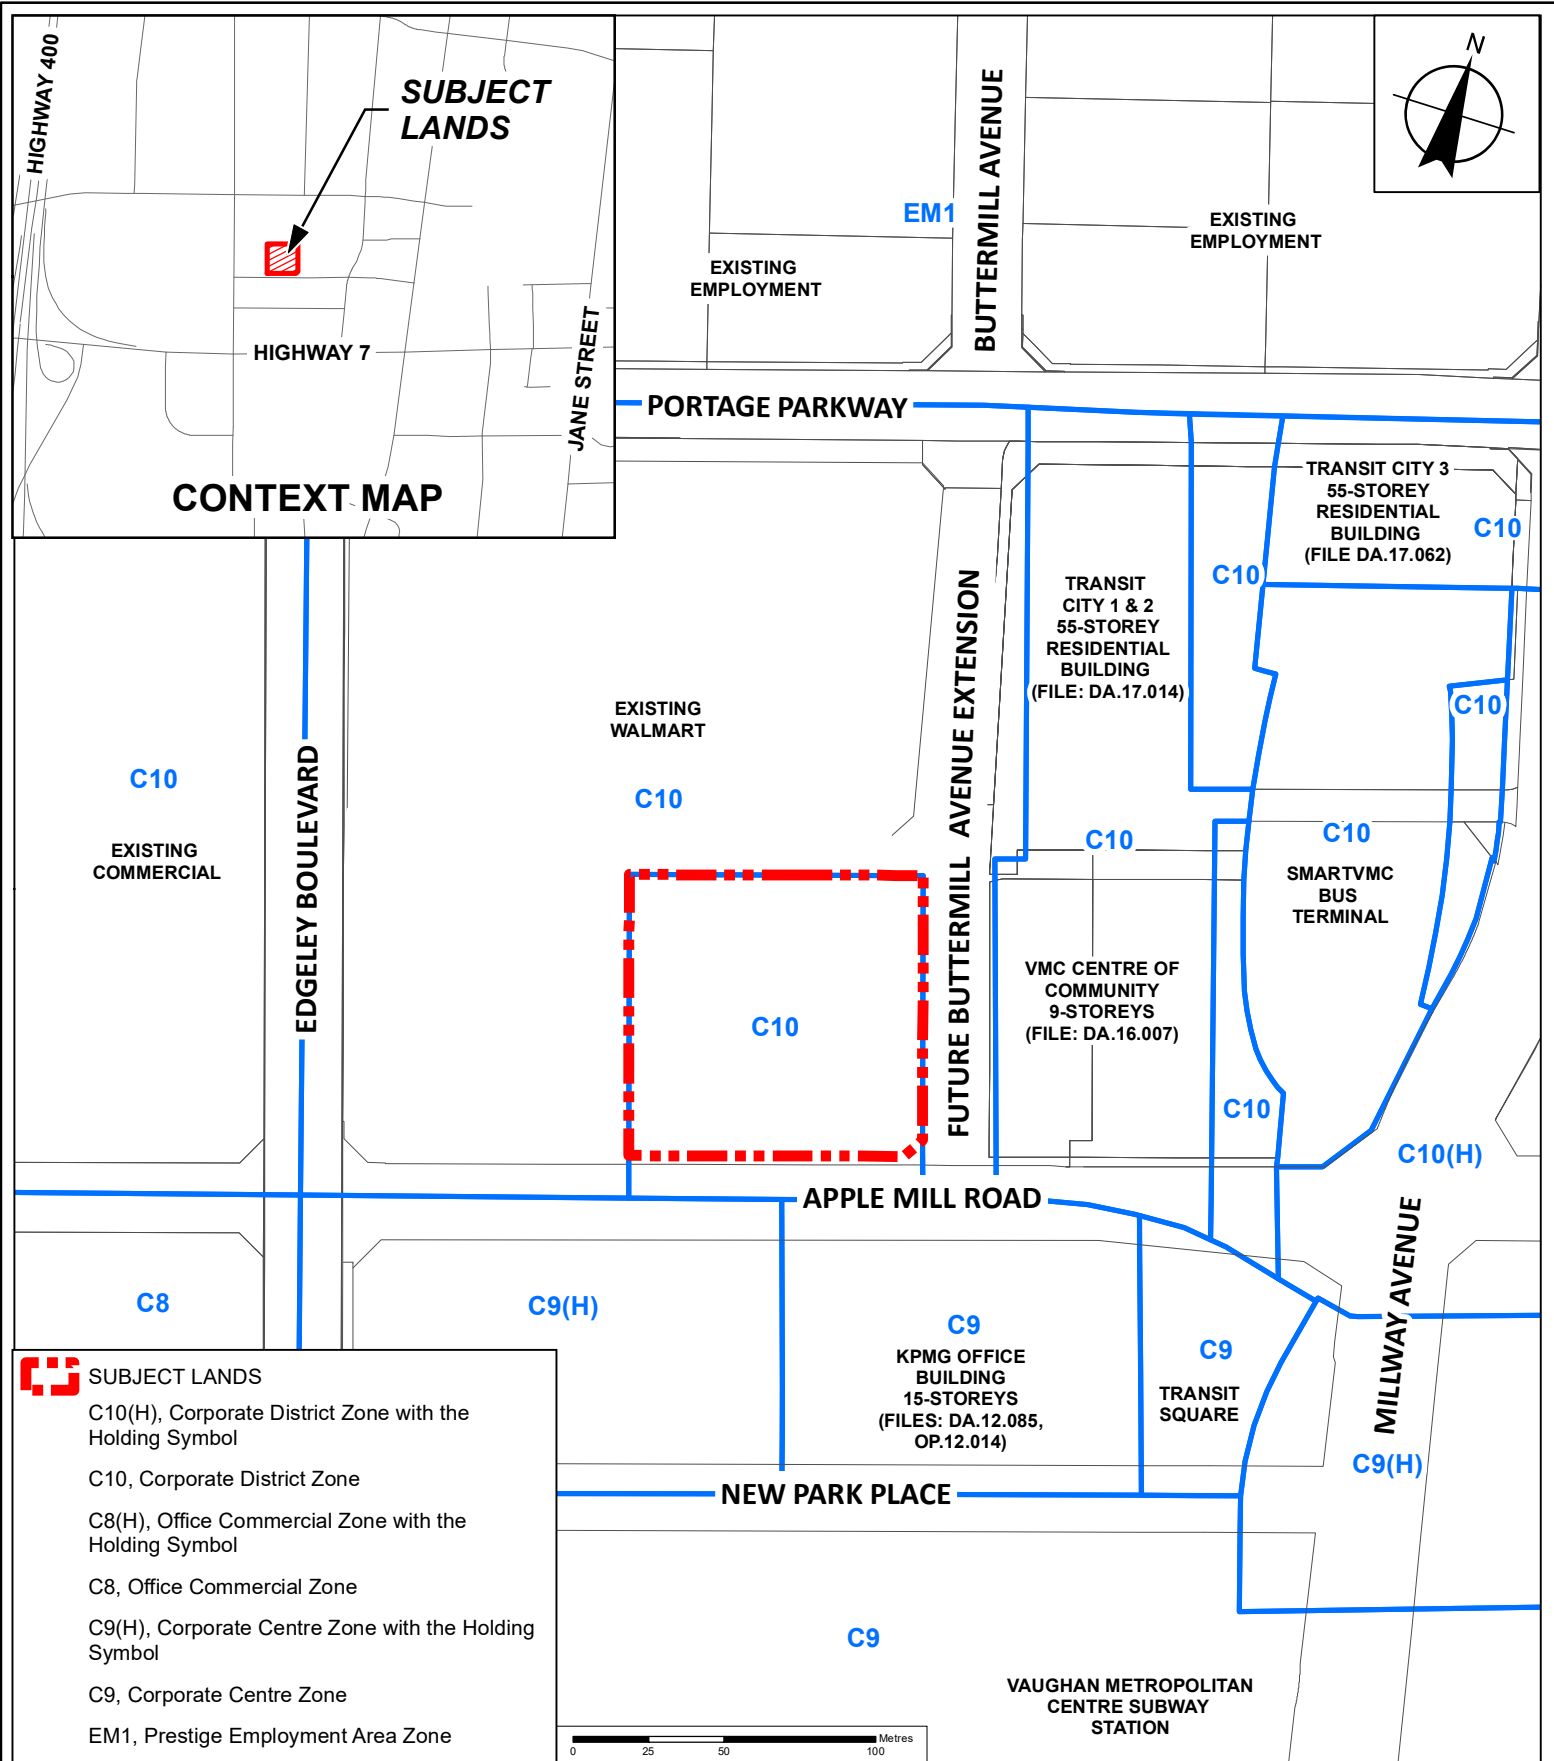 HIGHWAY 400
SUBJECT
LANDS
HIGHWAY 7
JANE STREET
CONTEXT MAP
N
BUTTERMILL AVENUE
EM1
EXISTING
EMPLOYMENT
EXISTING
EMPLOYMENT
PORTAGE PARKWAY
TRANSIT CITY 3
55-STOREY
RESIDENTIAL
BUILDING
(FILE DA.17.062)
C10
C10
TRANSIT
CITY 1 & 2
55-STOREY
RESIDENTIAL
BUILDING
(FILE: DA.17.014)
C10
EXISTING
WALMART
C10
C10
EXISTING
COMMERCIAL
EDGELEY BOULEVARD
FUTURE BUTTERMILL AVENUE EXTENSION
C10
C10
SMARTVMC
BUS
TERMINAL
VMC CENTRE OF
COMMUNITY
9-STOREYS
(FILE: DA.16.007)
C10
C10
C10(H)
APPLE MILL ROAD
MILLWAY AVENUE
C8
C9(H)
C9
KPMG OFFICE
BUILDING
15-STOREYS
(FILES: DA.12.085,
OP.12.014)
C9
TRANSIT
SQUARE
C9(H)
NEW PARK PLACE
C9
VAUGHAN METROPOLITAN
CENTRE SUBWAY
STATION
SUBJECT LANDS
C10(H), Corporate District Zone with the
Holding Symbol
C10, Corporate District Zone
C8(H), Office Commercial Zone with the
Holding Symbol
C8, Office Commercial Zone
C9(H), Corporate Centre Zone with the Holding
Symbol
C9, Corporate Centre Zone
EM1, Prestige Employment Area Zone
Metres
0 25 50 100